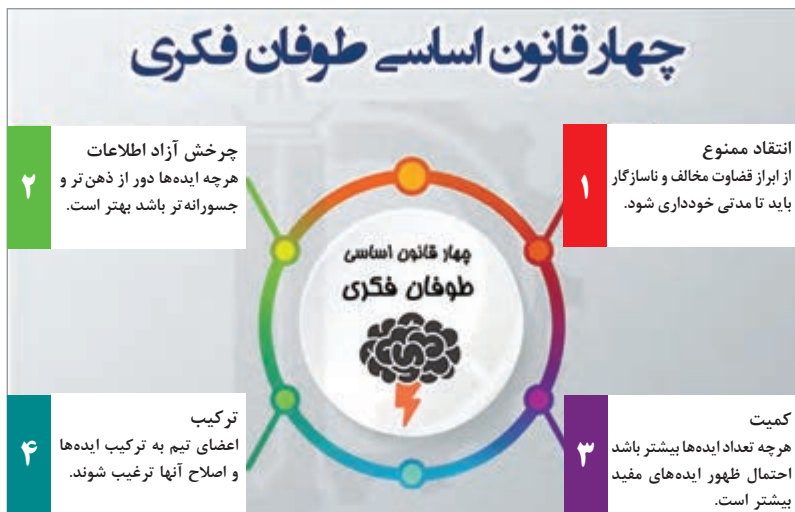 چهار قانون اساسی طوفان فکری
۱
انتقاد ممنوع
از ابراز قضاوت مخالف و ناسازگار
باید تا مدتی خودداری شود.
۲
چرخش آزاد اطلاعات
هرچه ایده‌ها دور از ذهن‌تر و
جسورانه‌تر باشد بهتر است.
چهار قانون اساسی
طوفان فکری
۳
کمیت
هرچه تعداد ایده‌ها بیشتر باشد
احتمال ظهور ایده‌های مفید
بیشتر است.
۴
ترکیب
اعضای تیم به ترکیب ایده‌ها
و اصلاح آنها ترغیب شوند.